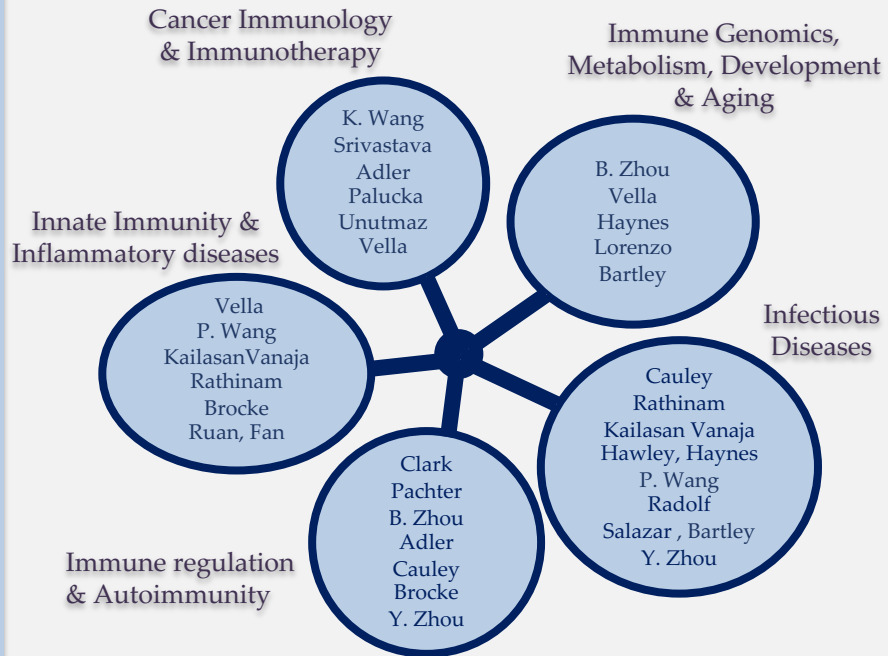 Cancer Immunology
& Immunotherapy
K. Wang
Srivastava
Adler
Palucka
Unutmaz
Vella
Immune Genomics,
Metabolism, Development
& Aging
B. Zhou
Vella
Haynes
Lorenzo
Bartley
Innate Immunity &
Inflammatory diseases
Vella
P. Wang
KailasanVanaja
Rathinam
Brocke
Ruan, Fan
Infectious
Diseases
Cauley
Rathinam
Kailasan Vanaja
Hawley, Haynes
P. Wang
Radolf
Salazar , Bartley
Y. Zhou
Immune regulation
& Autoimmunity
Clark
Pachter
B. Zhou
Adler
Cauley
Brocke
Y. Zhou